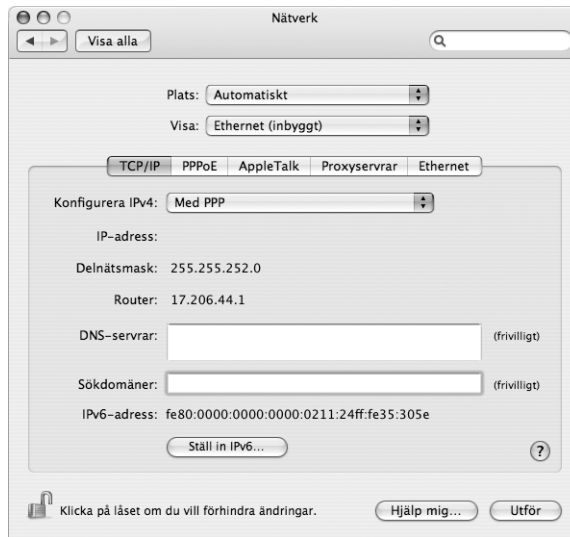 Nätverk
Visa alla
Plats: Automatiskt
Visa: Ethernet (inbyggt)
TCP/IP PPPoE AppleTalk Proxyservrar Ethernet
Konfigurera IPv4: Med PPP
IP-adress:
Delnätsmask: 255.255.252.0
Router: 17.206.44.1
DNS-servrar: (frivilligt)
Sökdomäner: (frivilligt)
IPv6-adress: fe80:0000:0000:0000:0211:24ff:fe35:305e
Ställ in IPv6... ?
Klicka på låset om du vill förhindra ändringar. Hjälp mig... Utför